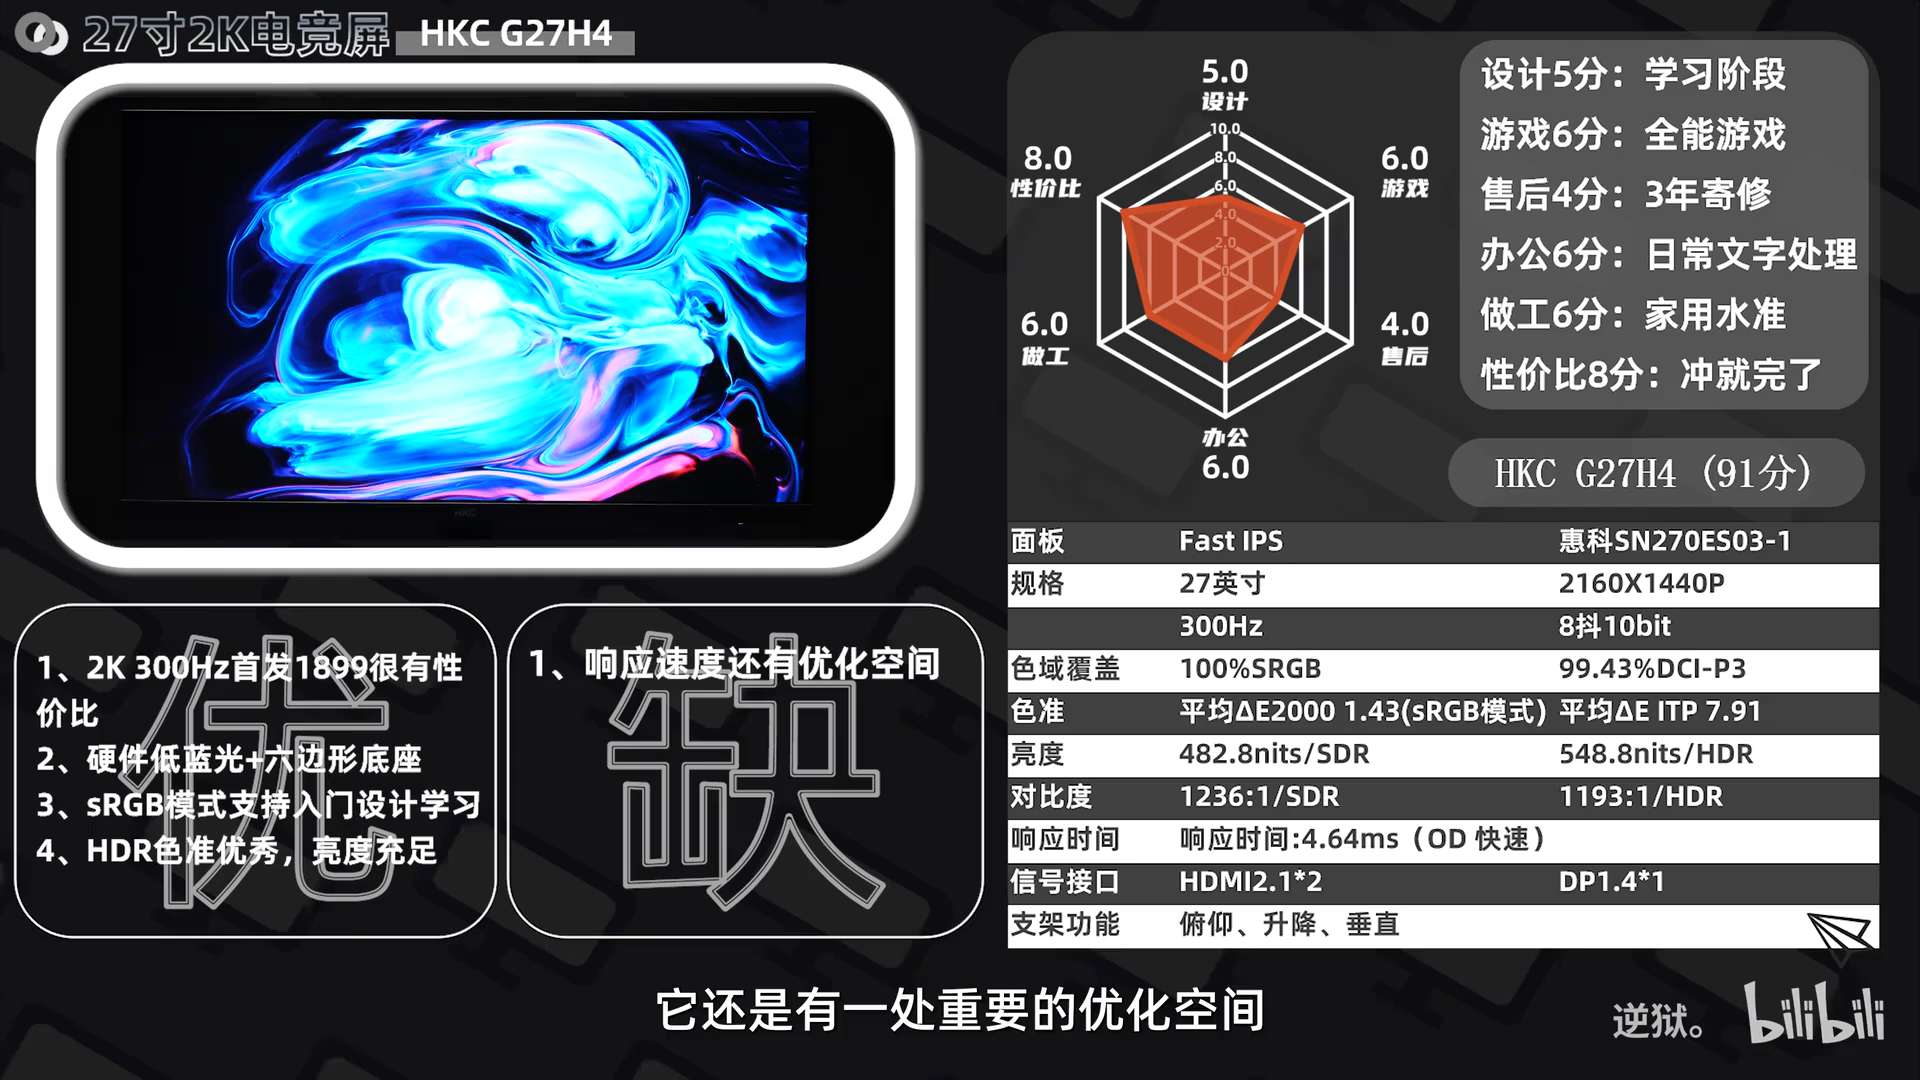 27寸2K电竞屏
HKC G27H4
HKC
1、2K 300Hz首发1899很有性
价比
2、硬件低蓝光+六边形底座
3、sRGB模式支持入门设计学习
4、HDR色准优秀，亮度充足
优
1、响应速度还有优化空间
缺
5.0
设计
8.0
性价比
6.0
游戏
10.0
8.0
6.0
4.0
2.0
0
6.0
做工
4.0
售后
办公
6.0
设计5分：学习阶段
游戏6分：全能游戏
售后4分：3年寄修
办公6分：日常文字处理
做工6分：家用水准
性价比8分：冲就完了
HKC G27H4（91分）
面板 Fast IPS 惠科SN270ES03-1
规格 27英寸 2160X1440P
300Hz 8抖10bit
色域覆盖 100%SRGB 99.43%DCI-P3
色准 平均ΔE2000 1.43(sRGB模式) 平均ΔE ITP 7.91
亮度 482.8nits/SDR 548.8nits/HDR
对比度 1236:1/SDR 1193:1/HDR
响应时间 响应时间:4.64ms（OD 快速）
信号接口 HDMI2.1*2 DP1.4*1
支架功能 俯仰、升降、垂直
它还是有一处重要的优化空间
逆狱。 bilibili